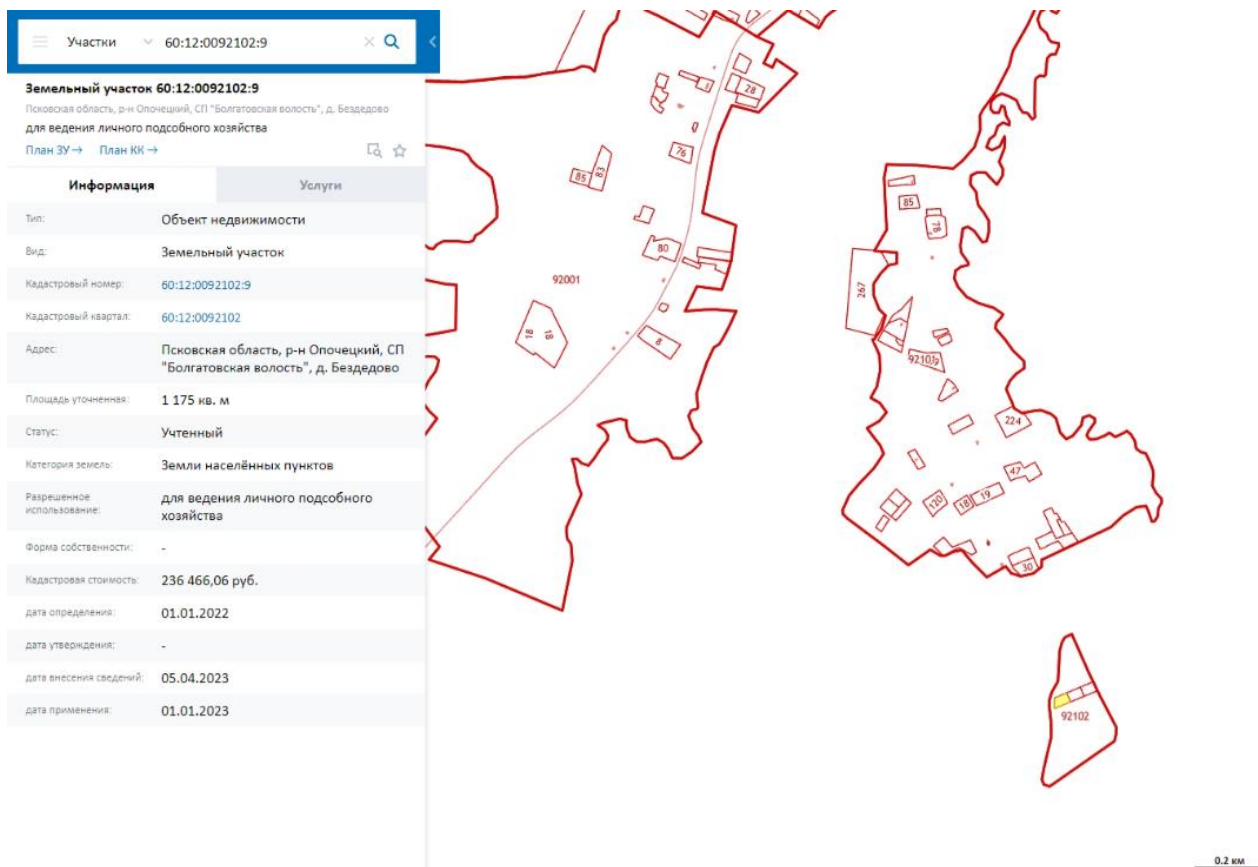 Участки
60:12:0092102:9
Земельный участок 60:12:0092102:9
Псковская область, р-н Опочецкий, СП "Болгатовская волость", д. Бездедово
для ведения личного подсобного хозяйства
План ЗУ → План КК →
Информация
Услуги
Тип: Объект недвижимости
Вид: Земельный участок
Кадастровый номер: 60:12:0092102:9
Кадастровый квартал: 60:12:0092102
Адрес: Псковская область, р-н Опочецкий, СП
"Болгатовская волость", д. Бездедово
Площадь уточненная: 1 175 кв. м
Статус: Учтенный
Категория земель: Земли населённых пунктов
Разрешенное
использование:
для ведения личного подсобного
хозяйства
Форма собственности: -
Кадастровая стоимость: 236 466,06 руб.
дата определения: 01.01.2022
дата утверждения: -
дата внесения сведений: 05.04.2023
дата применения: 01.01.2023
28
76
83
85
80
92001
18
18
8
85
78
267
224
47
19
18
120
30
92102
0.2 км